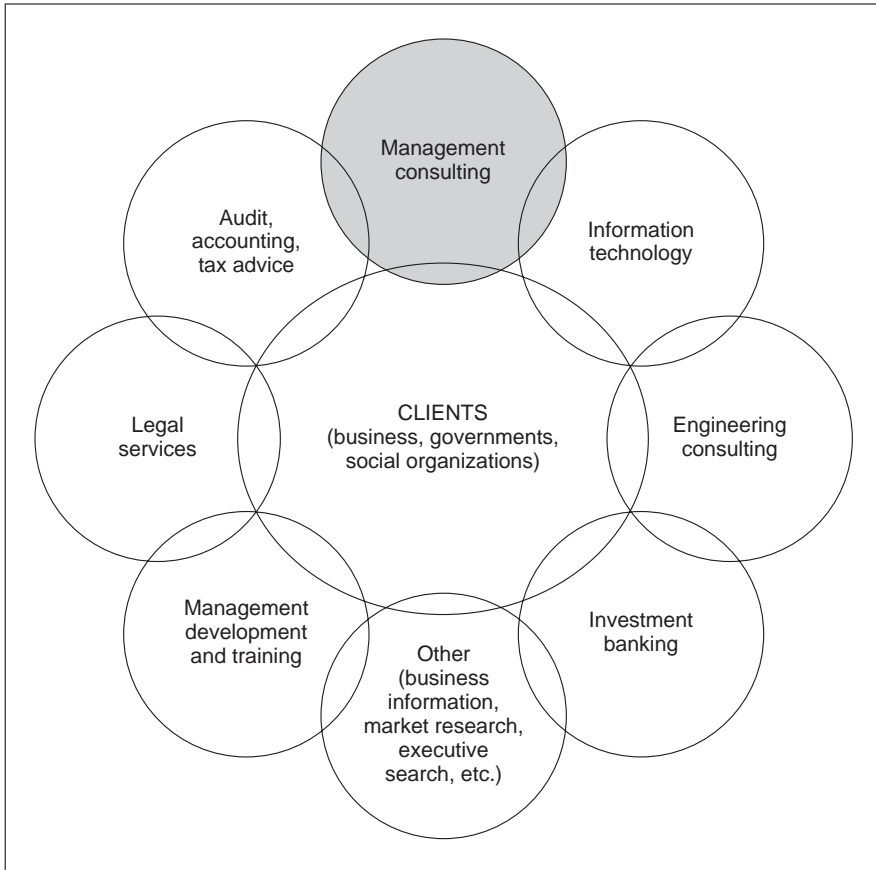 Management
consulting
Audit,
accounting,
tax advice
Information
technology
Legal
services
CLIENTS
(business, governments,
social organizations)
Engineering
consulting
Management
development
and training
Other
(business
information,
market research,
executive
search, etc.)
Investment
banking